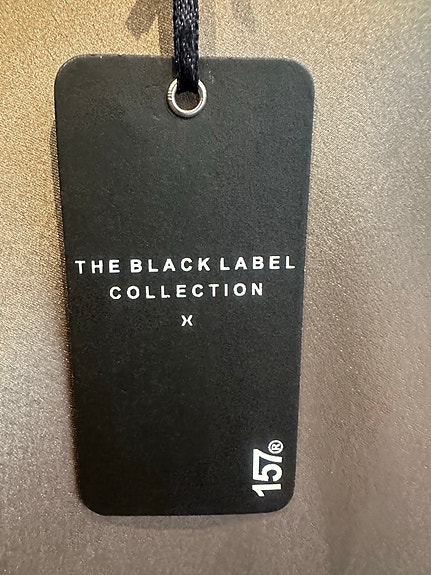 THE BLACK LABEL
COLLECTION
X
157®